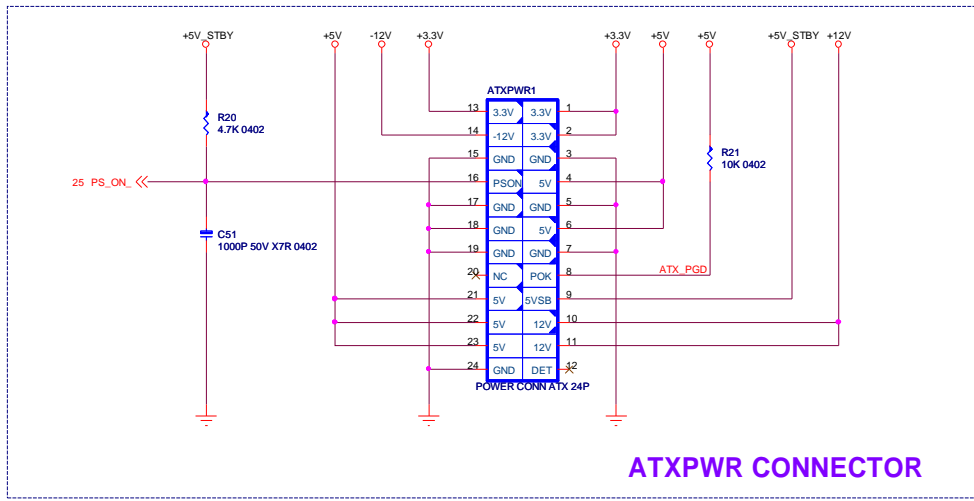 +5V_STBY +5V -12V +3.3V +3.3V +5V +5V +5V_STBY +12V
ATXPWR1
13 3.3V 3.3V 1
14 -12V 3.3V 2
15 GND GND 3
16 PSON 5V 4
17 GND GND 5
18 GND 5V 6
19 GND GND 7
20 NC POK 8
21 5V 5VSB 9
22 5V 12V 10
23 5V 12V 11
24 GND DET 12
POWER CONN ATX 24P
R20
4.7K 0402
25 PS_ON_
C51
1000P 50V X7R 0402
R21
10K 0402
ATX_PGD
ATXPWR CONNECTOR